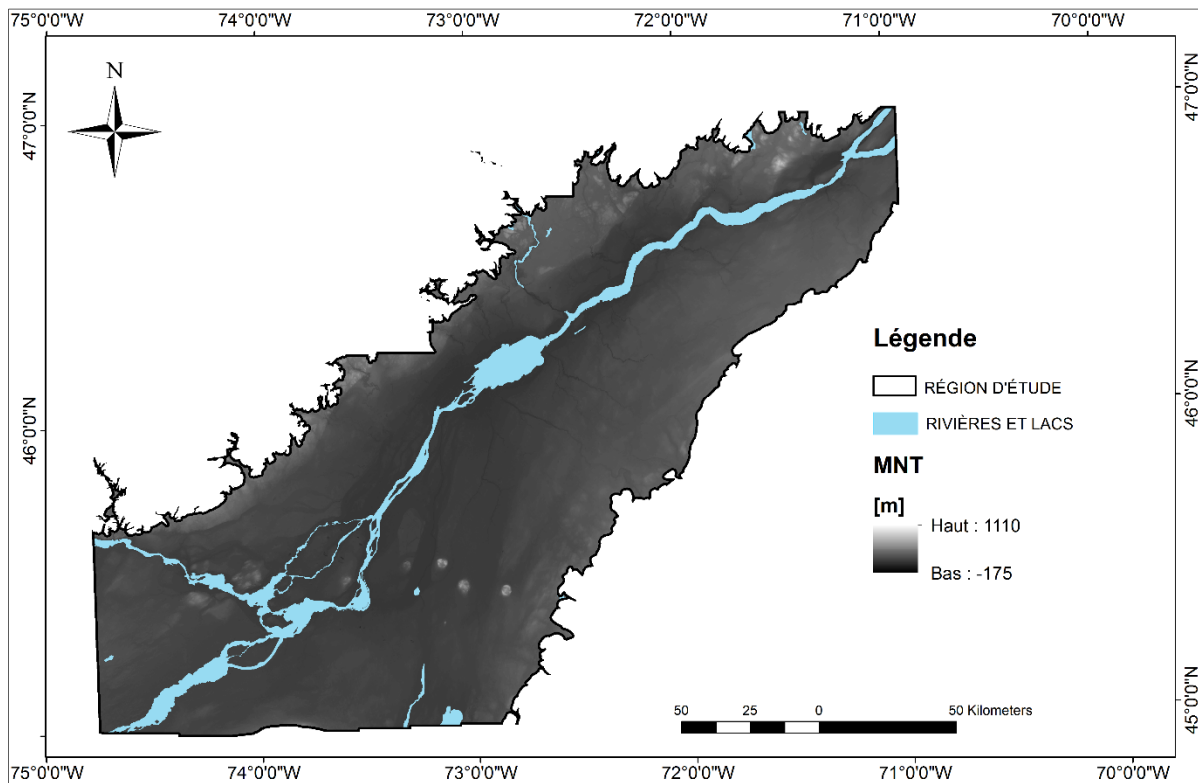 75°0'0"W 74°0'0"W 73°0'0"W 72°0'0"W 71°0'0"W 70°0'0"W
N
47°0'0"N
47°0'0"N
Légende
RÉGION D'ÉTUDE
46°0'0"N
RIVIÈRES ET LACS
46°0'0"N
MNT
[m]
Haut : 1110
Bas : -175
45°0'0"N
50 25 0 50 Kilometers
75°0'0"W 74°0'0"W 73°0'0"W 72°0'0"W 71°0'0"W 70°0'0"W